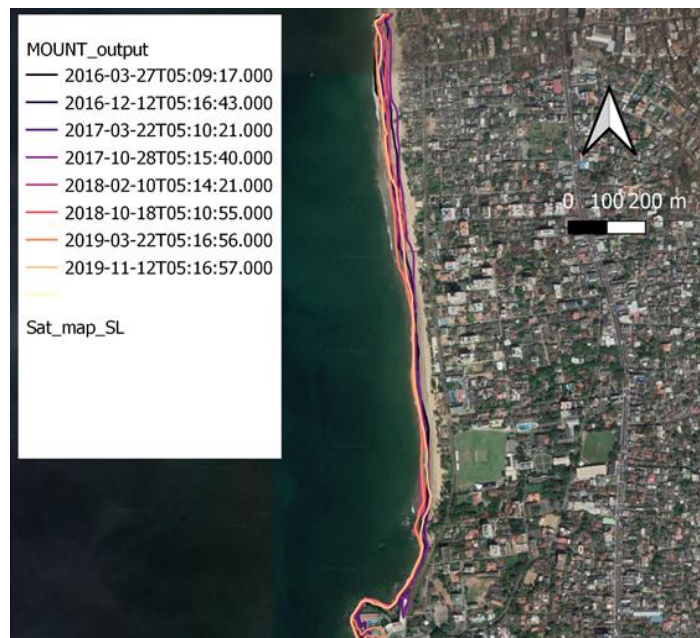 MOUNT_output
2016-03-27T05:09:17.000
2016-12-12T05:16:43.000
2017-03-22T05:10:21.000
2017-10-28T05:15:40.000
2018-02-10T05:14:21.000
2018-10-18T05:10:55.000
2019-03-22T05:16:56.000
2019-11-12T05:16:57.000
Sat_map_SL
0 100 200 m